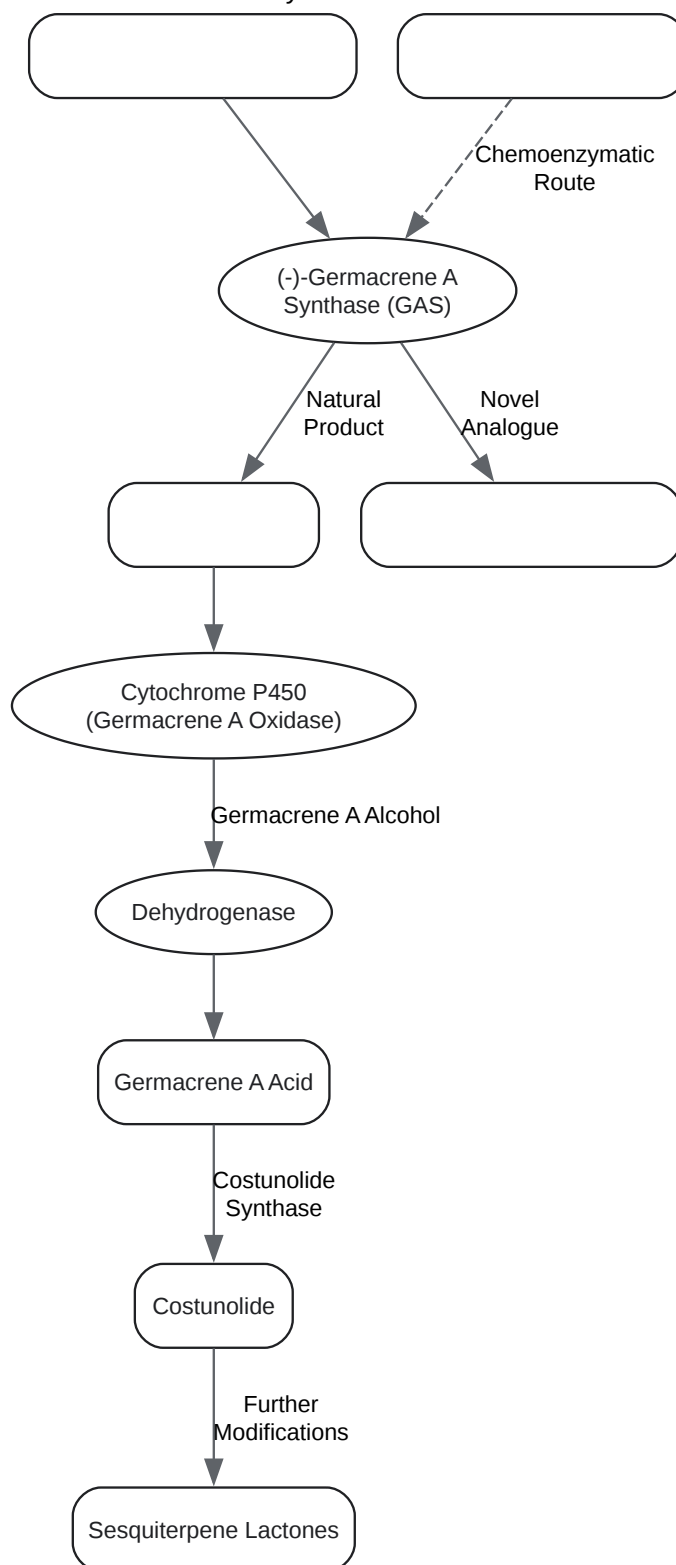 Chemoenzymatic
Route
(-)-Germacrene A
Synthase (GAS)
Natural
Product
Novel
Analogue
Cytochrome P450
(Germacrene A Oxidase)
Germacrene A Alcohol
Dehydrogenase
Germacrene A Acid
Costunolide
Synthase
Costunolide
Further
Modifications
Sesquiterpene Lactones